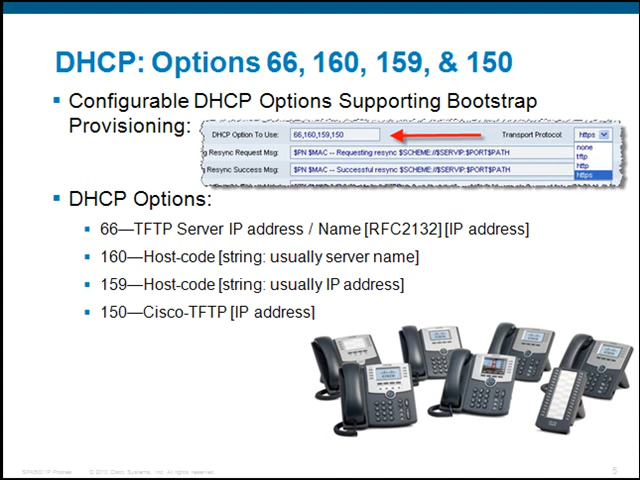 DHCP: Options 66, 160, 159, & 150
Configurable DHCP Options Supporting Bootstrap
Provisioning:
DHCP Option To Use: 66,160,159,150 Transport Protocol: https
none
tftp
http
https
g Resync Request Msg: $PN $MAC -- Requesting resync $SCHEME://$SERVIP:$PORT$PATH
Resync Success Msg: $PN $MAC -- Successful resync $SCHEME://$SERVIP:$PORT$PATH
DHCP Options:
66—TFTP Server IP address / Name [RFC2132] [IP address]
160—Host-code [string: usually server name]
159—Host-code [string: usually IP address]
150—Cisco-TFTP [IP address]
© 2010 Cisco Systems, Inc. All rights reserved.
5